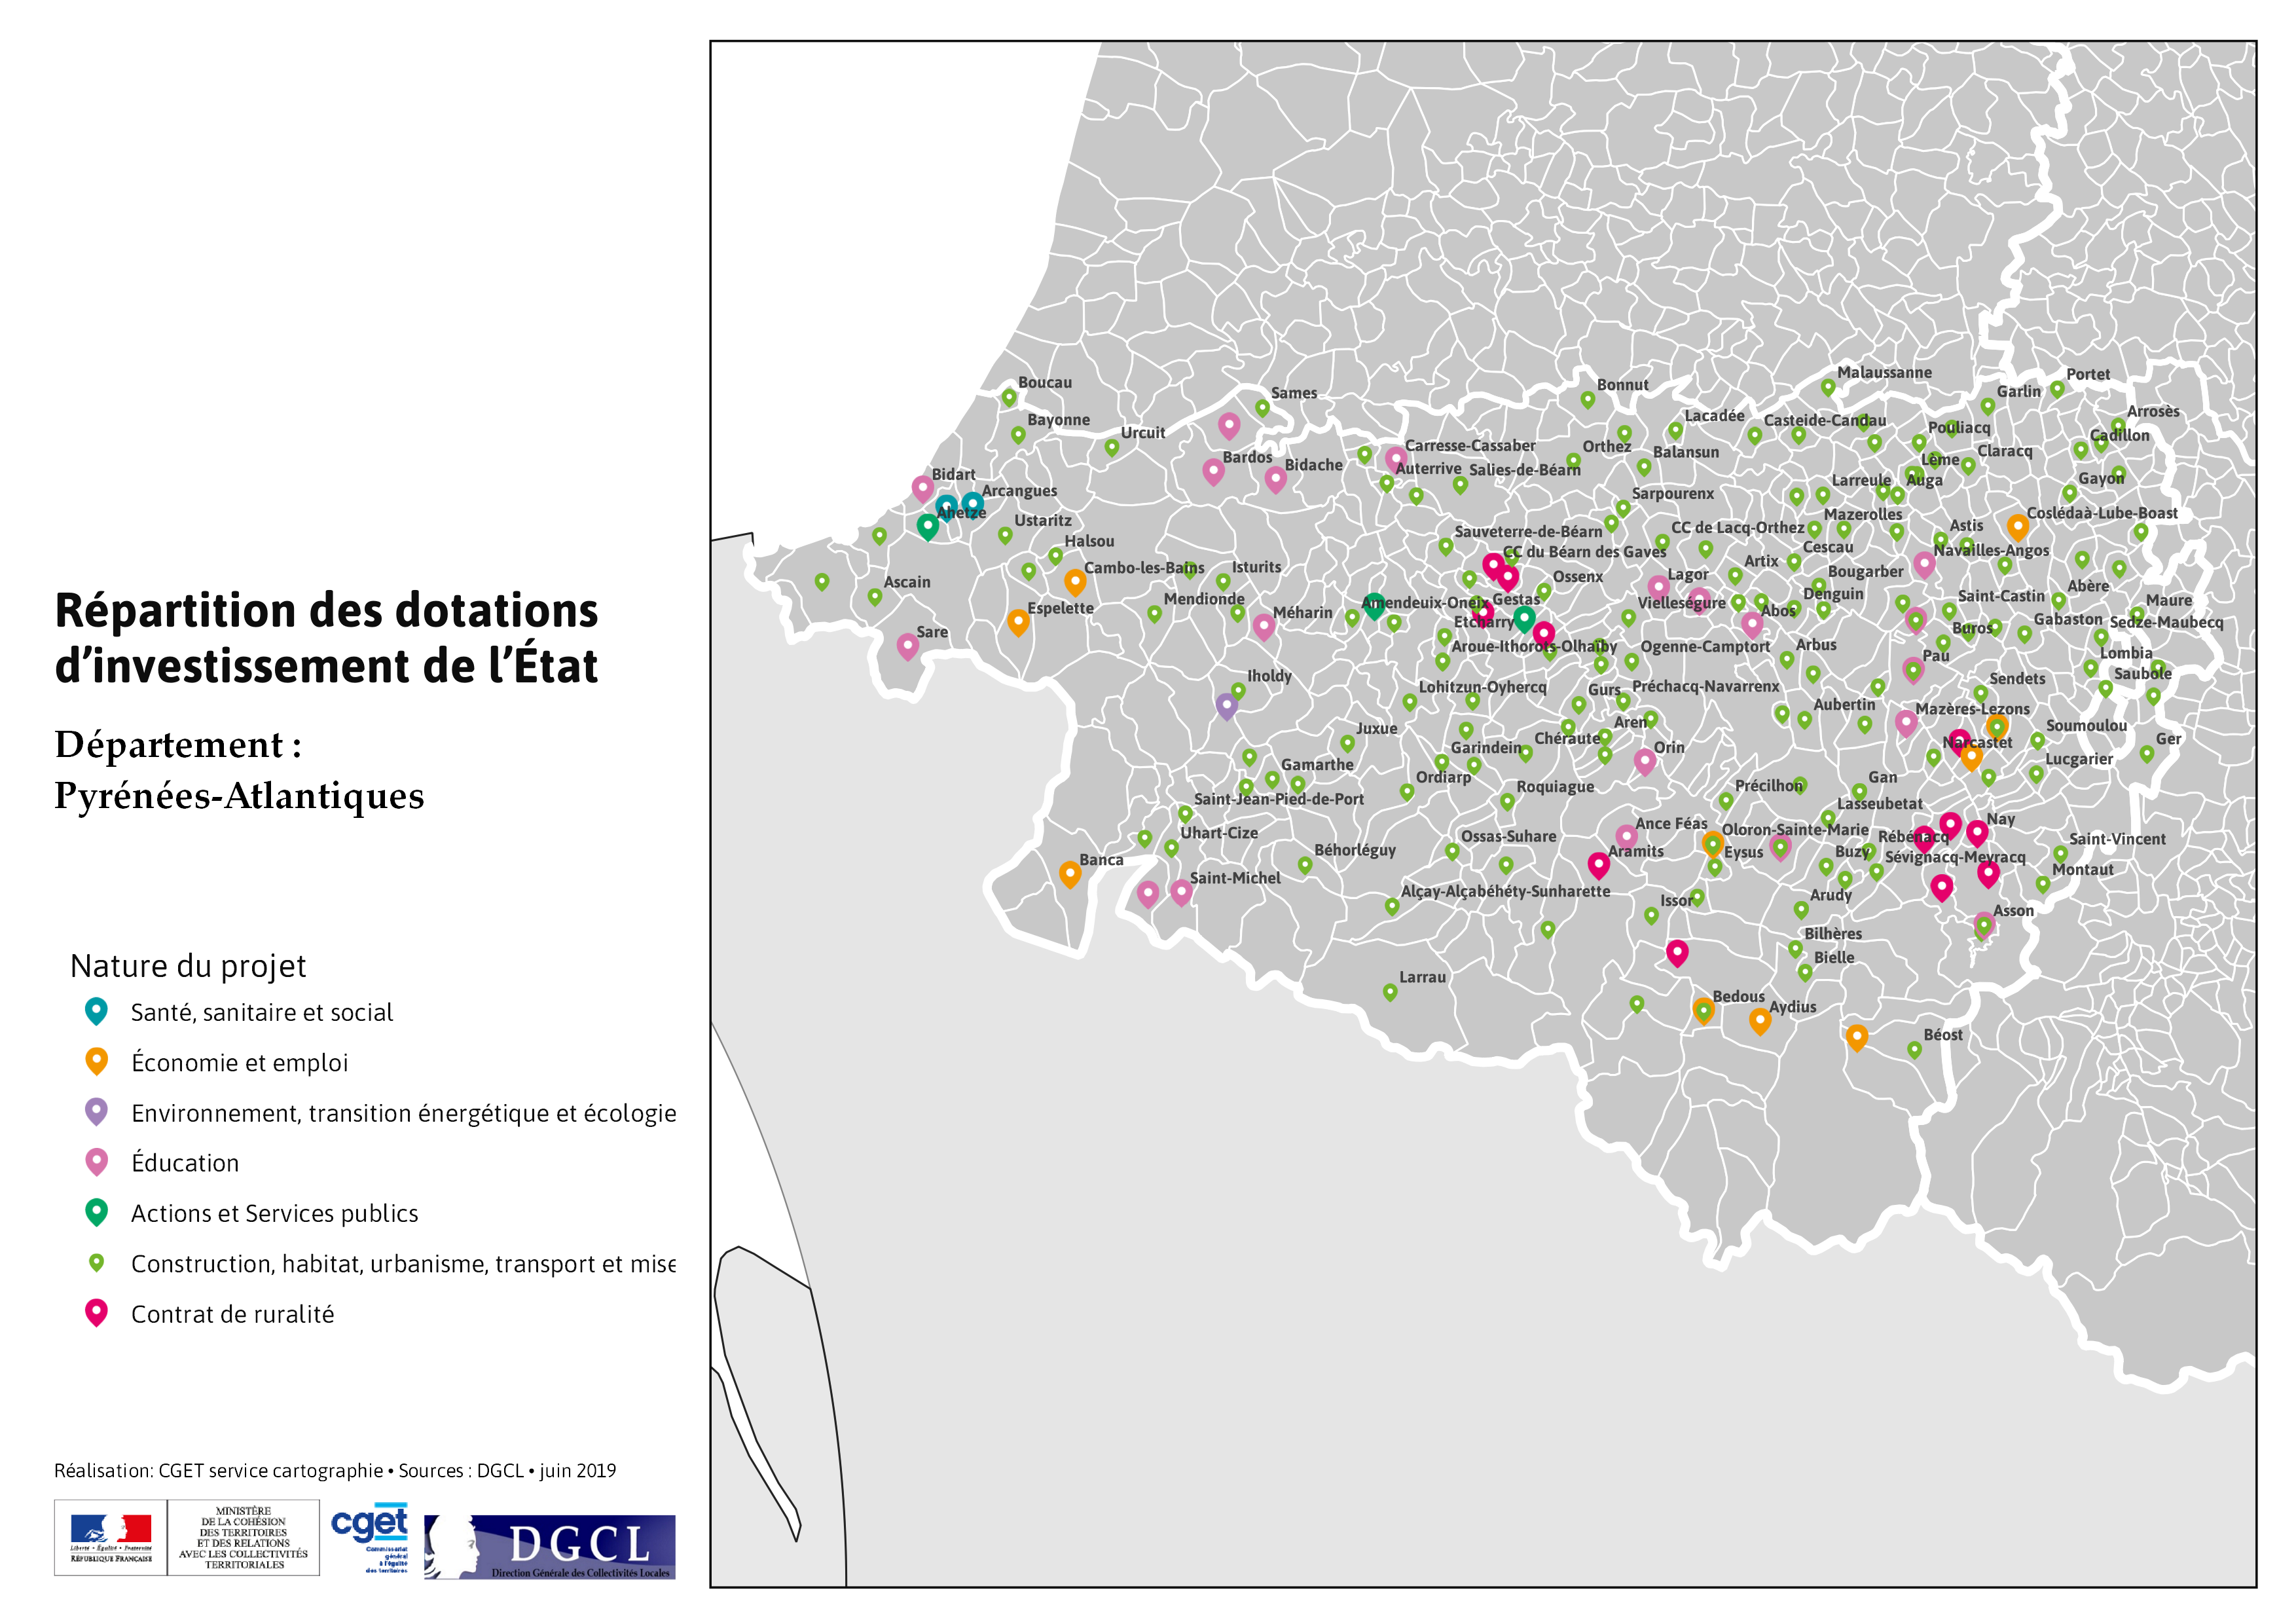 Répartition des dotations
d'investissement de l'État
Département :
Pyrénées-Atlantiques
Nature du projet
Santé, sanitaire et social
Économie et emploi
Environnement, transition énergétique et écologie
Éducation
Actions et Services publics
Construction, habitat, urbanisme, transport et mise
Contrat de ruralité
Réalisation: CGET service cartographie • Sources : DGCL • juin 2019
Liberté • Égalité • Fraternité
RÉPUBLIQUE FRANÇAISE
MINISTÈRE
DE LA COHÉSION
DES TERRITOIRES
ET DES RELATIONS
AVEC LES COLLECTIVITÉS
TERRITORIALES
cget
Commissariat
général
à l'égalité
des territoires
DGCL
Direction Générale des Collectivités Locales
Boucau
Bayonne
Urcuit
Sames
Bardos
Bidache
Bidart
Arcangues
Ahetze
Ustaritz
Halsou
Cambo-les-Bains
Isturits
Ascain
Espelette
Mendionde
Méharin
Sare
Iholdy
Juxue
Gamarthe
Saint-Jean-Pied-de-Port
Uhart-Cize
Banca
Saint-Michel
Béhorléguy
Larrau
Bonnut
Malaussanne
Portet
Garlin
Arrosès
Lacadée
Casteide-Candau
Pouliacq
Cadillon
Carresse-Cassaber
Orthez
Balansun
Claracq
Lème
Auterrive
Salies-de-Béarn
Larreule
Auga
Gayon
Sarpourenx
Mazerolles
Coslédaà-Lube-Boast
Sauveterre-de-Béarn
CC de Lacq-Orthez
Astis
CC du Béarn des Gaves
Cescau
Navailles-Angos
Artix
Ossenx
Lagor
Bougarber
Abère
Amendeuix-Oneix
Gestas
Vielleségure
Denguin
Saint-Castin
Maure
Abos
Etcharry
Buros
Gabaston
Sedze-Maubecq
Aroue-Ithorots-Olhaïby
Ogenne-Camptort
Arbus
Pau
Lombia
Saubole
Lohitzun-Oyhercq
Gurs
Préchacq-Navarrenx
Sendets
Aubertin
Mazères-Lezons
Aren
Soumoulou
Garindein
Chéraute
Orin
Narcastet
Ger
Lucgarier
Ordiarp
Roquiague
Précilhon
Gan
Lasseubetat
Ance Féas
Oloron-Sainte-Marie
Rébénacq
Nay
Ossas-Suhare
Aramits
Eysus
Buzy
Sévignacq-Meyracq
Saint-Vincent
Montaut
Alçay-Alçabéhéty-Sunharette
Issor
Arudy
Asson
Bilhères
Bielle
Bedous
Aydius
Béost